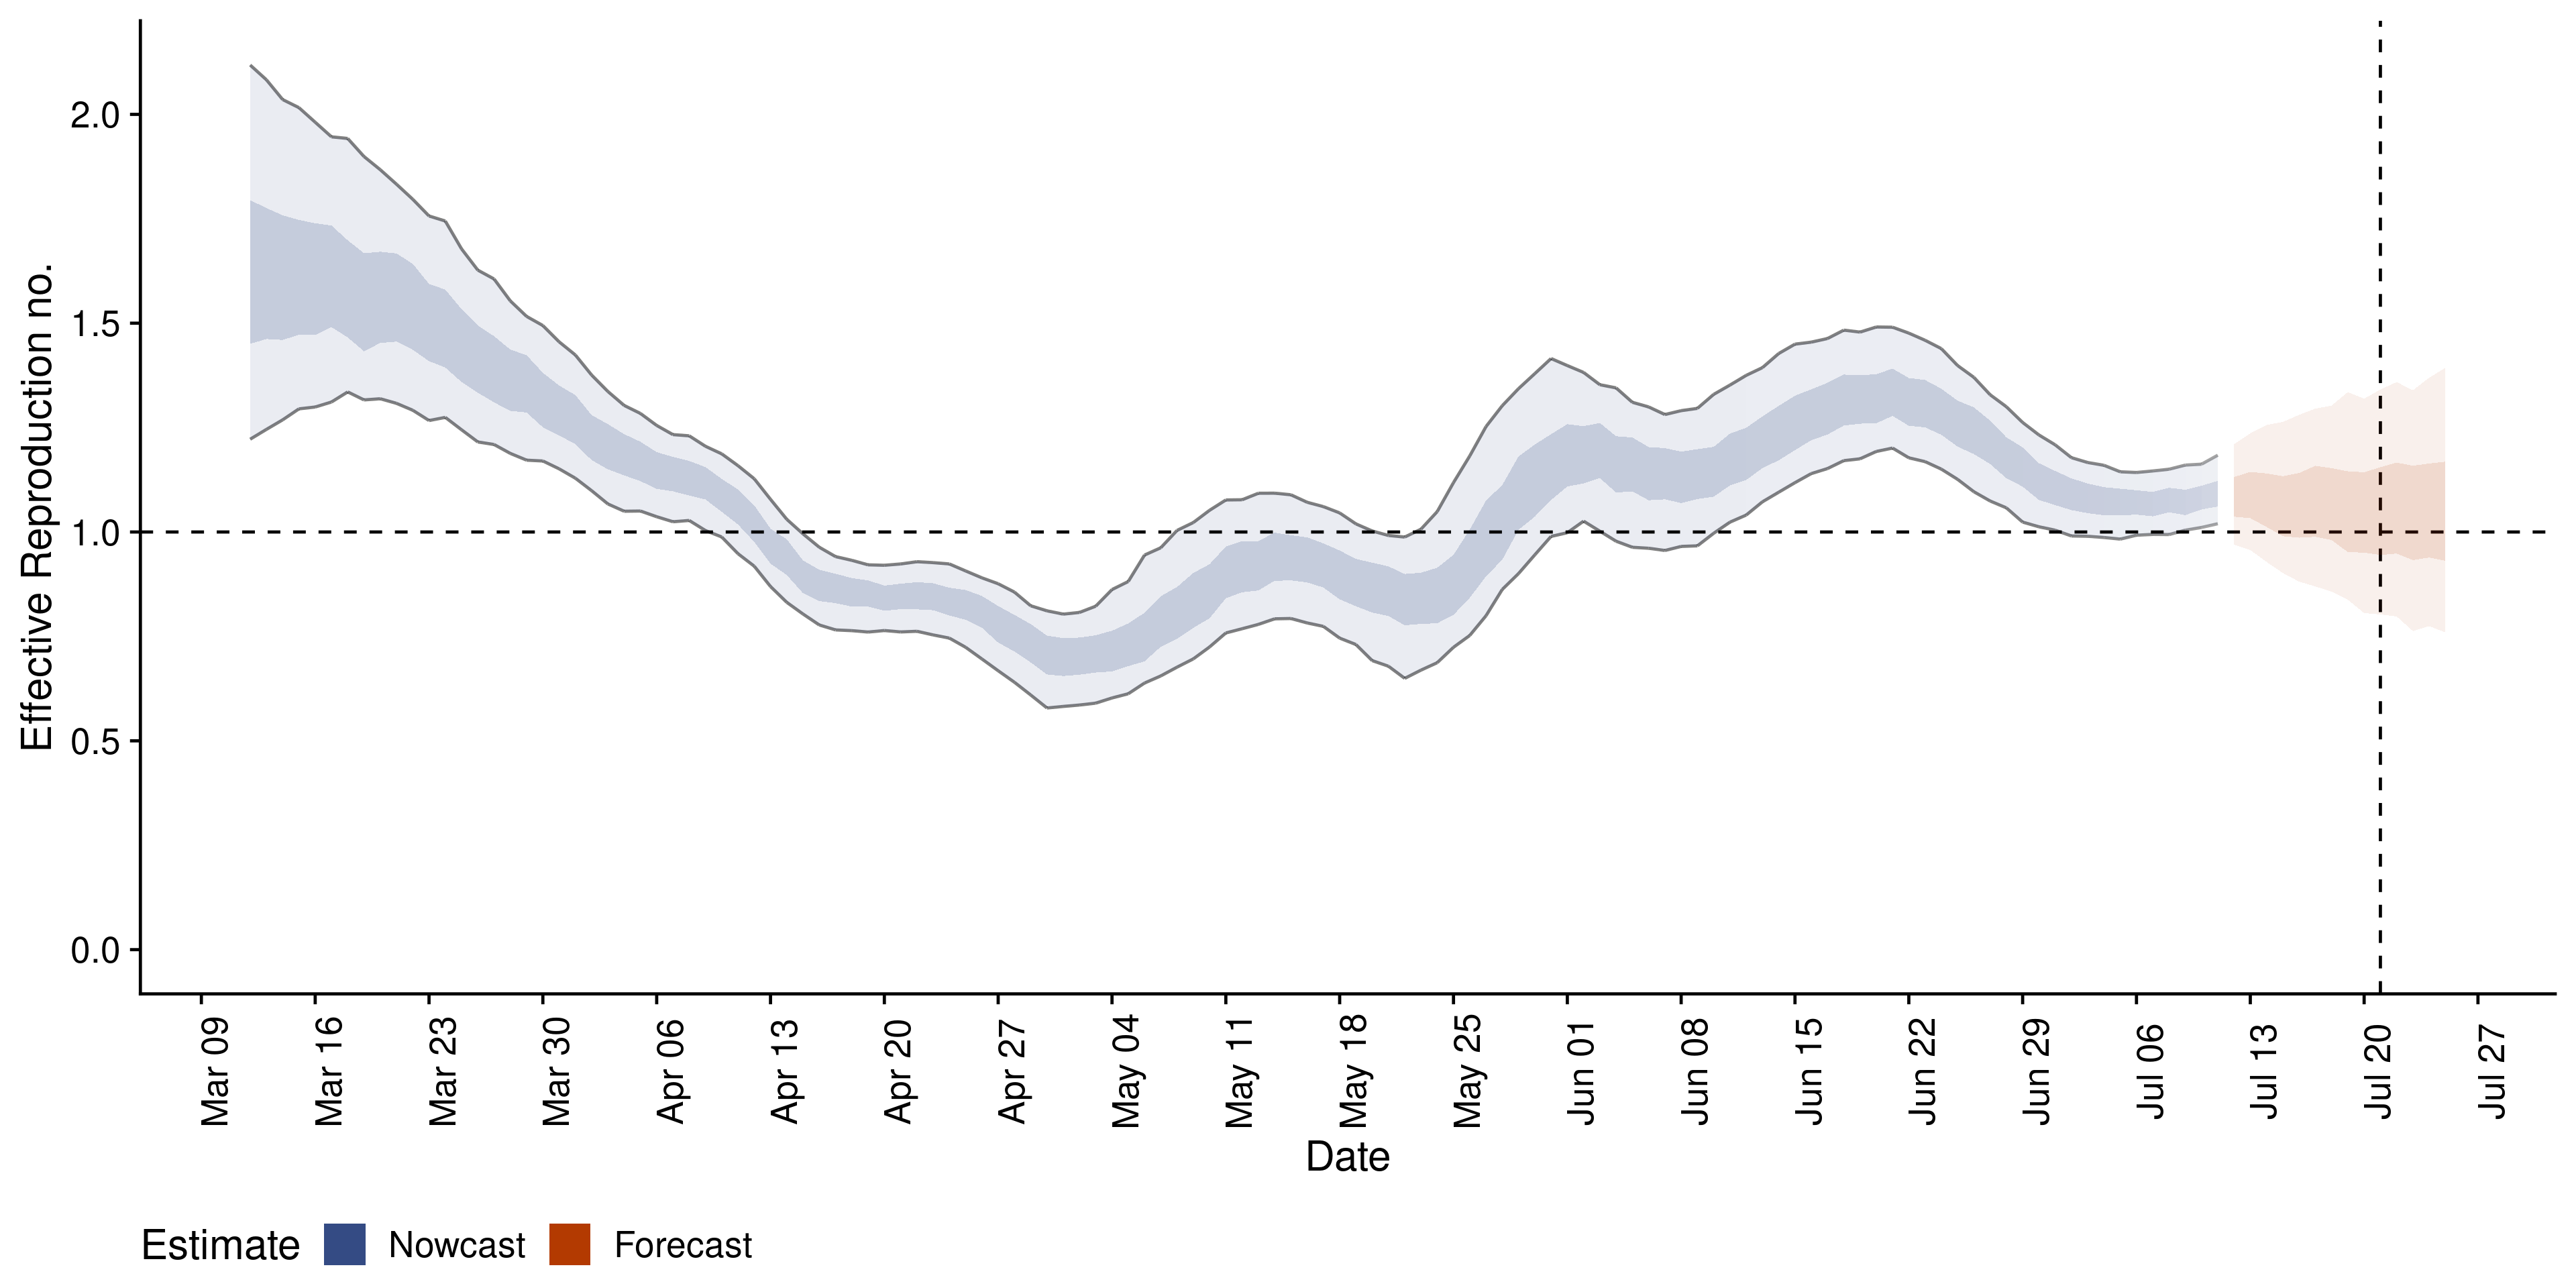 Effective Reproduction no.
2.0
1.5
1.0
0.5
0.0
Mar 09
Mar 16
Mar 23
Mar 30
Apr 06
Apr 13
Apr 20
Apr 27
May 04
May 11
May 18
May 25
Jun 01
Jun 08
Jun 15
Jun 22
Jun 29
Jul 06
Jul 13
Jul 20
Jul 27
Date
Estimate Nowcast Forecast